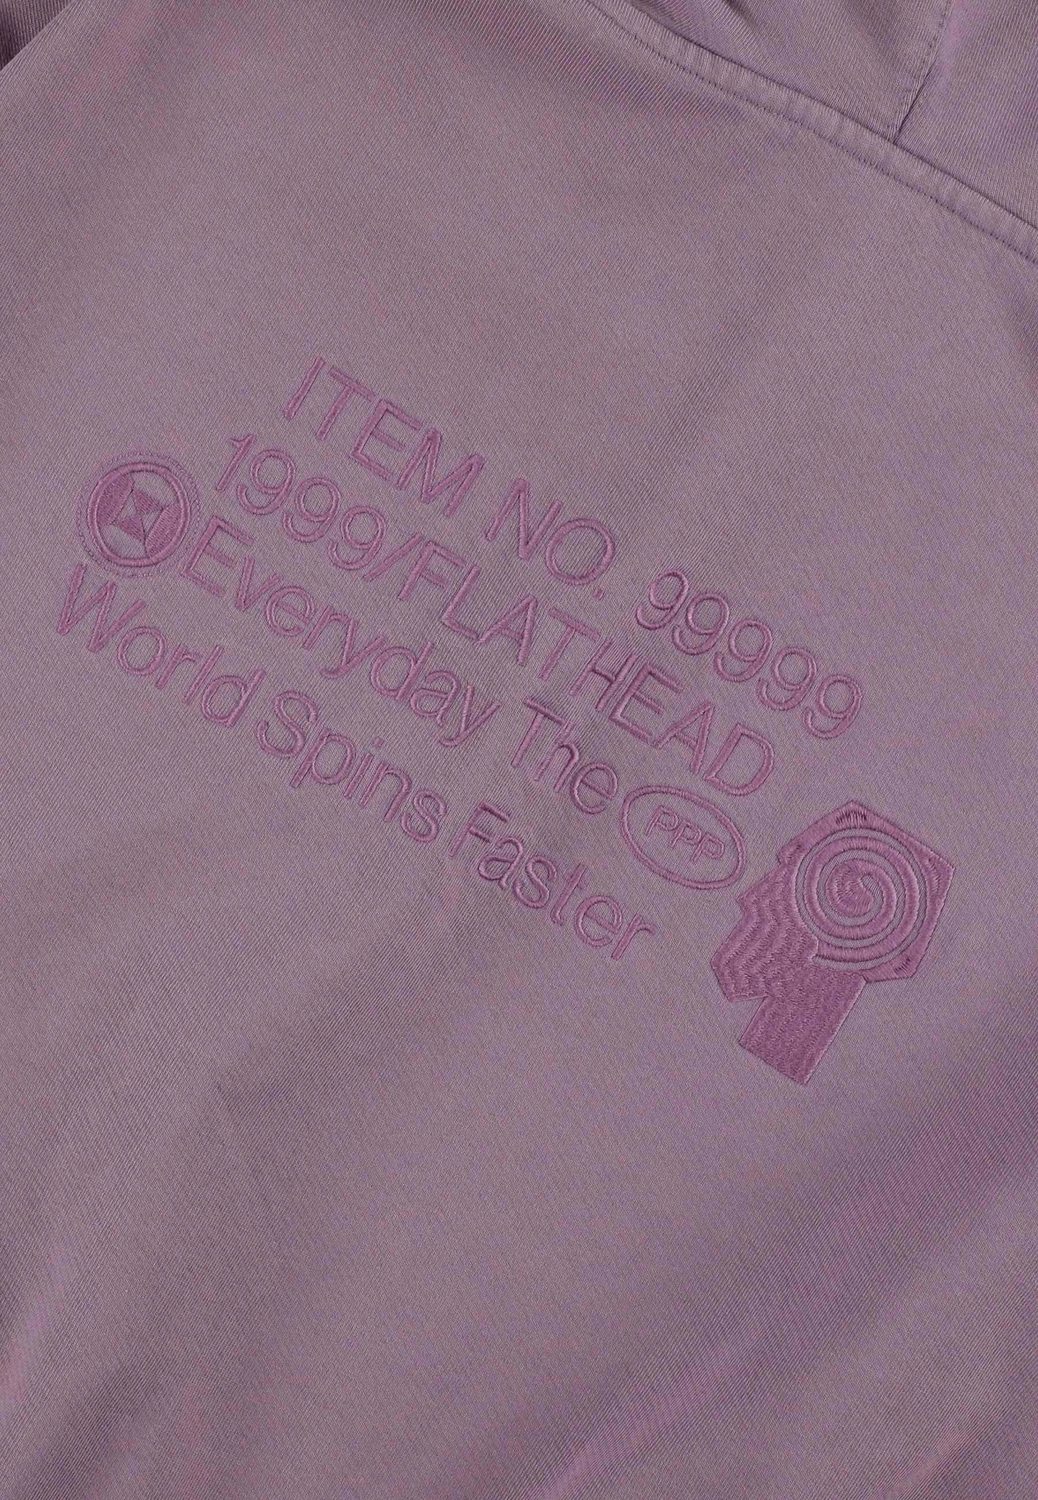 ITEM NO. 99999
1999/FLATHEAD
Everyday The PPP
World Spins Faster